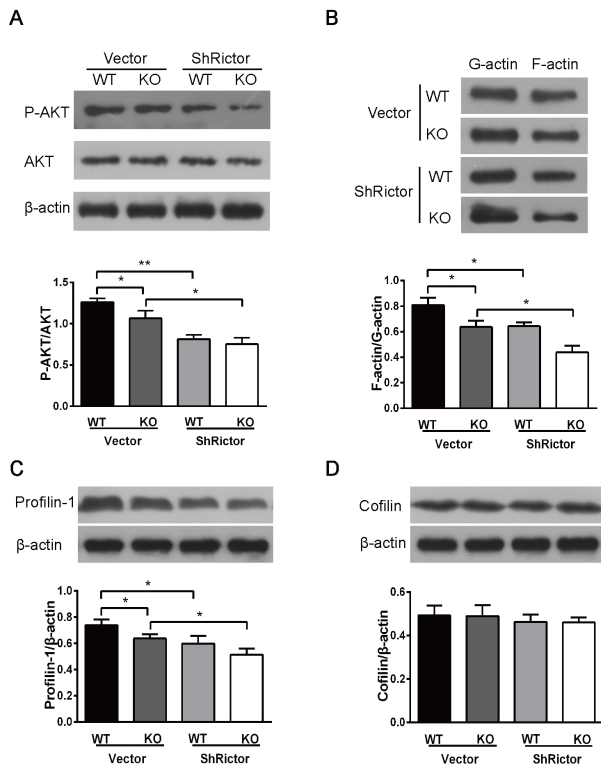 A
Vector ShRictor
WT KO WT KO
P-AKT
AKT
β-actin
**
* *
P-AKT/AKT
1.5
1.0
0.5
0.0
WT KO WT KO
Vector ShRictor
B
G-actin F-actin
Vector
WT
KO
ShRictor
WT
KO
*
* *
F-actin/G-actin
1.0
0.8
0.6
0.4
0.2
0.0
WT KO WT KO
Vector ShRictor
C
Profilin-1
β-actin
*
* *
Profilin-1/β-actin
1.0
0.8
0.6
0.4
0.2
0.0
WT KO WT KO
Vector ShRictor
D
Cofilin
β-actin
Cofilin/β-actin
0.6
0.4
0.2
0.0
WT KO WT KO
Vector ShRictor